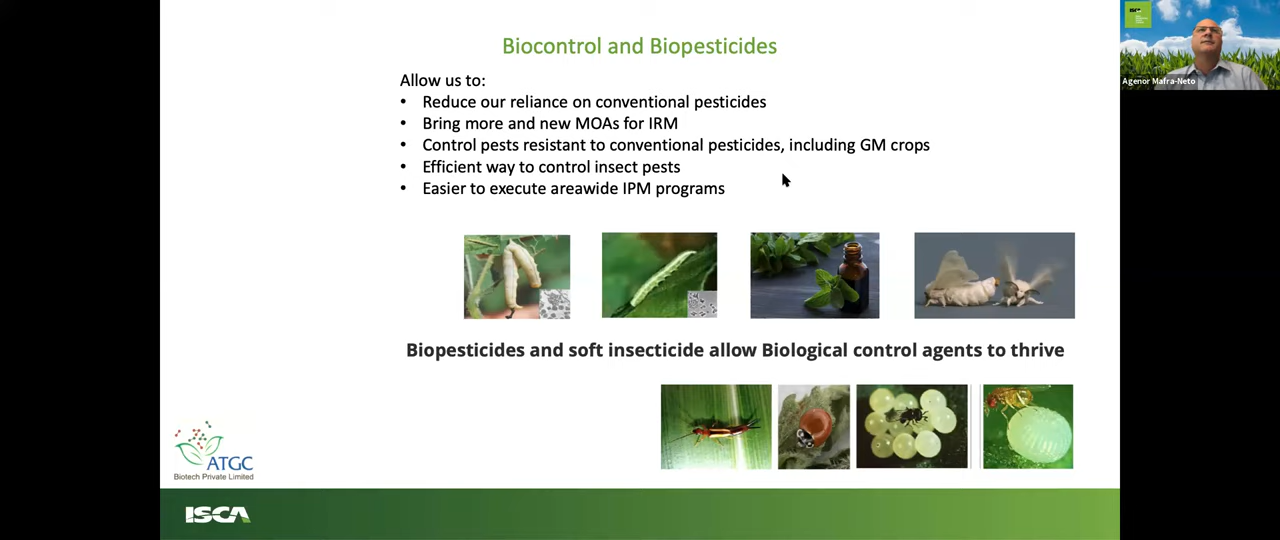 Biocontrol and Biopesticides
Allow us to:
• Reduce our reliance on conventional pesticides
• Bring more and new MOAs for IRM
• Control pests resistant to conventional pesticides, including GM crops
• Efficient way to control insect pests
• Easier to execute areawide IPM programs
Biopesticides and soft insecticide allow Biological control agents to thrive
ATGC
Biotech Private Limited
ISCA
ISCA
Agenor Mafra-Neto